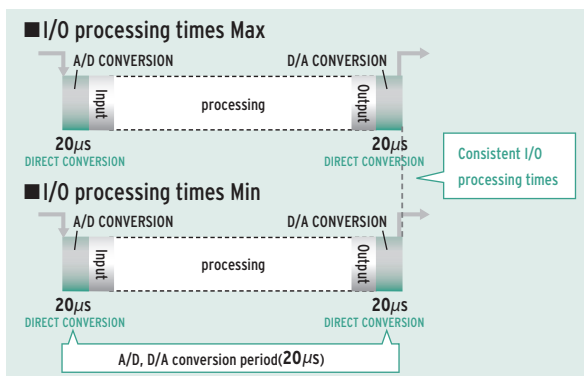 ■I/O processing times Max
A/D CONVERSION
D/A CONVERSION
Input
processing
Output
20μs
DIRECT CONVERSION
20μs
DIRECT CONVERSION
Consistent I/O
processing times
■I/O processing times Min
A/D CONVERSION
D/A CONVERSION
Input
processing
Output
20μs
DIRECT CONVERSION
20μs
DIRECT CONVERSION
A/D, D/A conversion period(20μs)